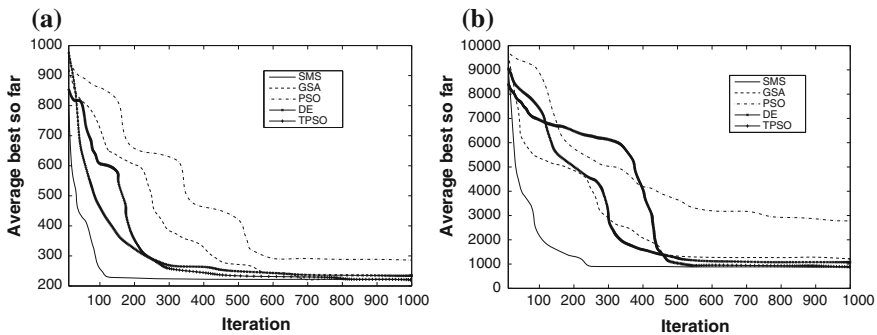 (a)
Average best so far
1000
900
800
700
600
500
400
300
200
SMS
GSA
PSO
DE
TPSO
100 200 300 400 500 600 700 800 900 1000
Iteration
(b)
Average best so far
10000
9000
8000
7000
6000
5000
4000
3000
2000
1000
0
SMS
GSA
PSO
DE
TPSO
100 200 300 400 500 600 700 800 900 1000
Iteration